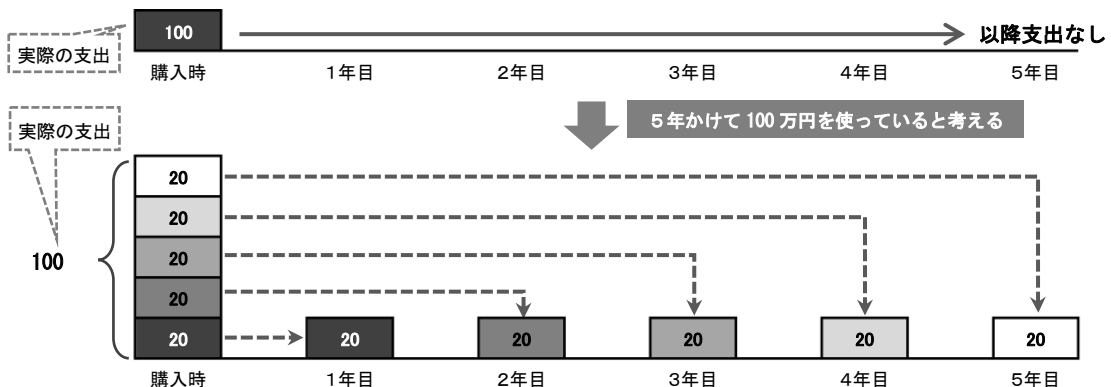 100
以降支出なし
実際の支出
購入時 1年目 2年目 3年目 4年目 5年目
5年かけて100万円を使っていると考える
実際の支出
20
20
100
20
20
20 20 20 20 20 20
購入時 1年目 2年目 3年目 4年目 5年目